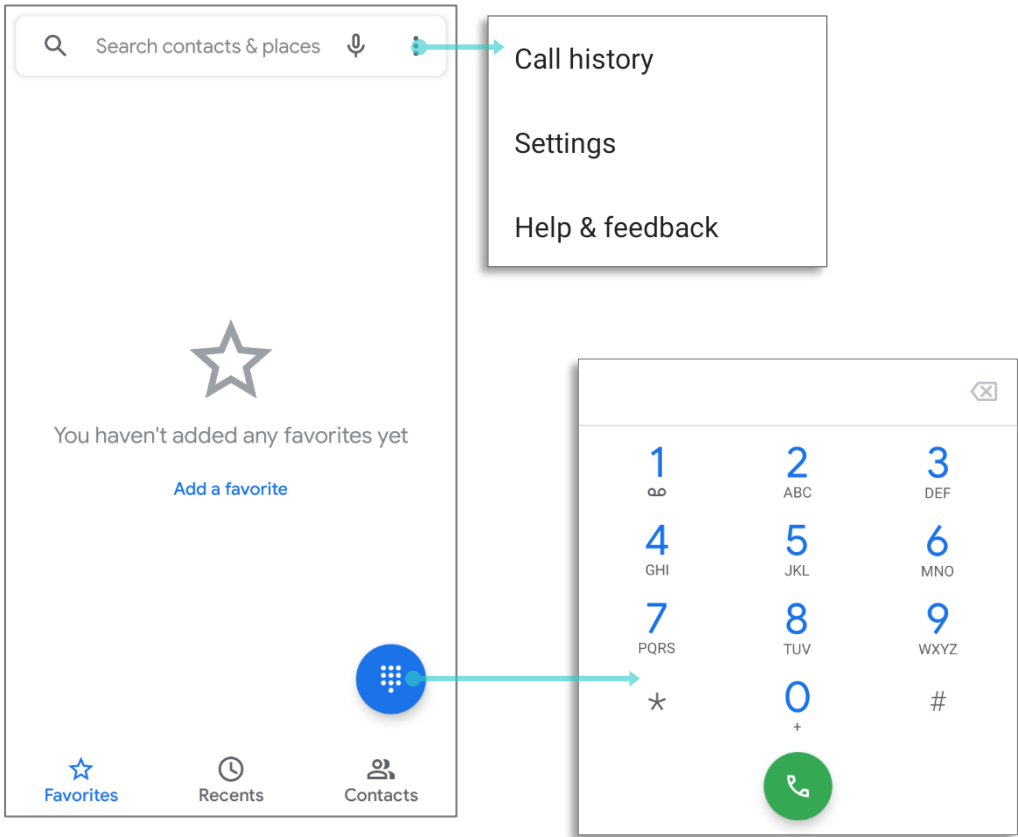 Search contacts & places
Call history
Settings
Help & feedback
You haven't added any favorites yet
Add a favorite
Favorites
Recents
Contacts
1 2 3
ABC DEF
4 5 6
GHI JKL MNO
7 8 9
PQRS TUV WXYZ
* 0 #
+